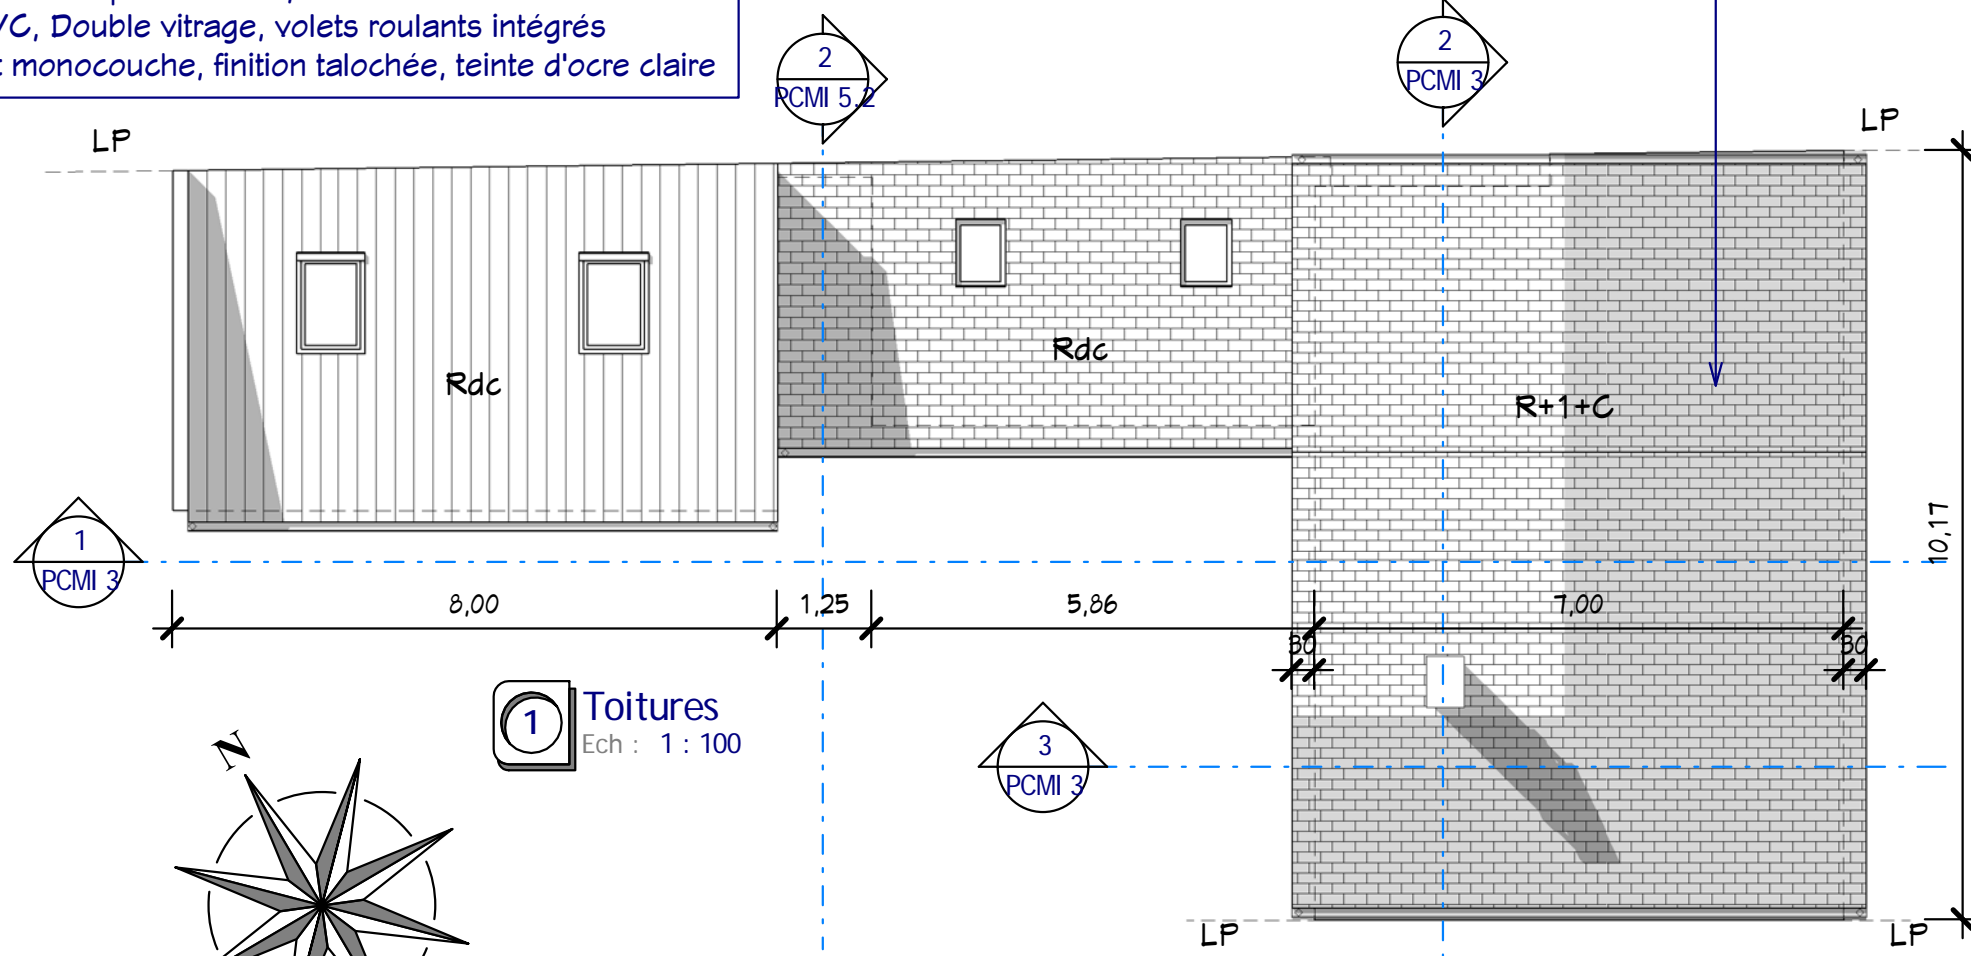 VC, Double vitrage, volets roulants intégrés
: monocouche, finition talochée, teinte d'ocre claire
2
PCMI 5.2
2
PCMI 3
LP
LP
Rdc
Rdc
R+1+C
10,17
1
PCMI 3
8,00
1,25
5,86
7,00
30
30
1
Toitures
Ech : 1 : 100
3
PCMI 3
N
LP
LP